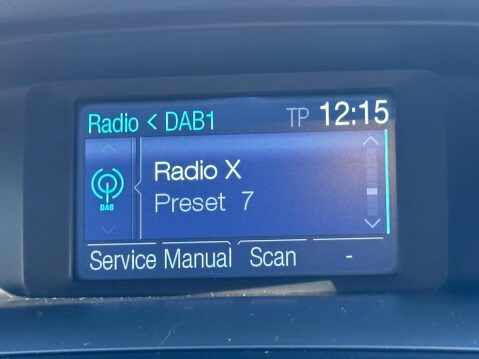 Radio < DAB1 TP 12:15
Radio X
DAB
Preset 7
Service Manual Scan -